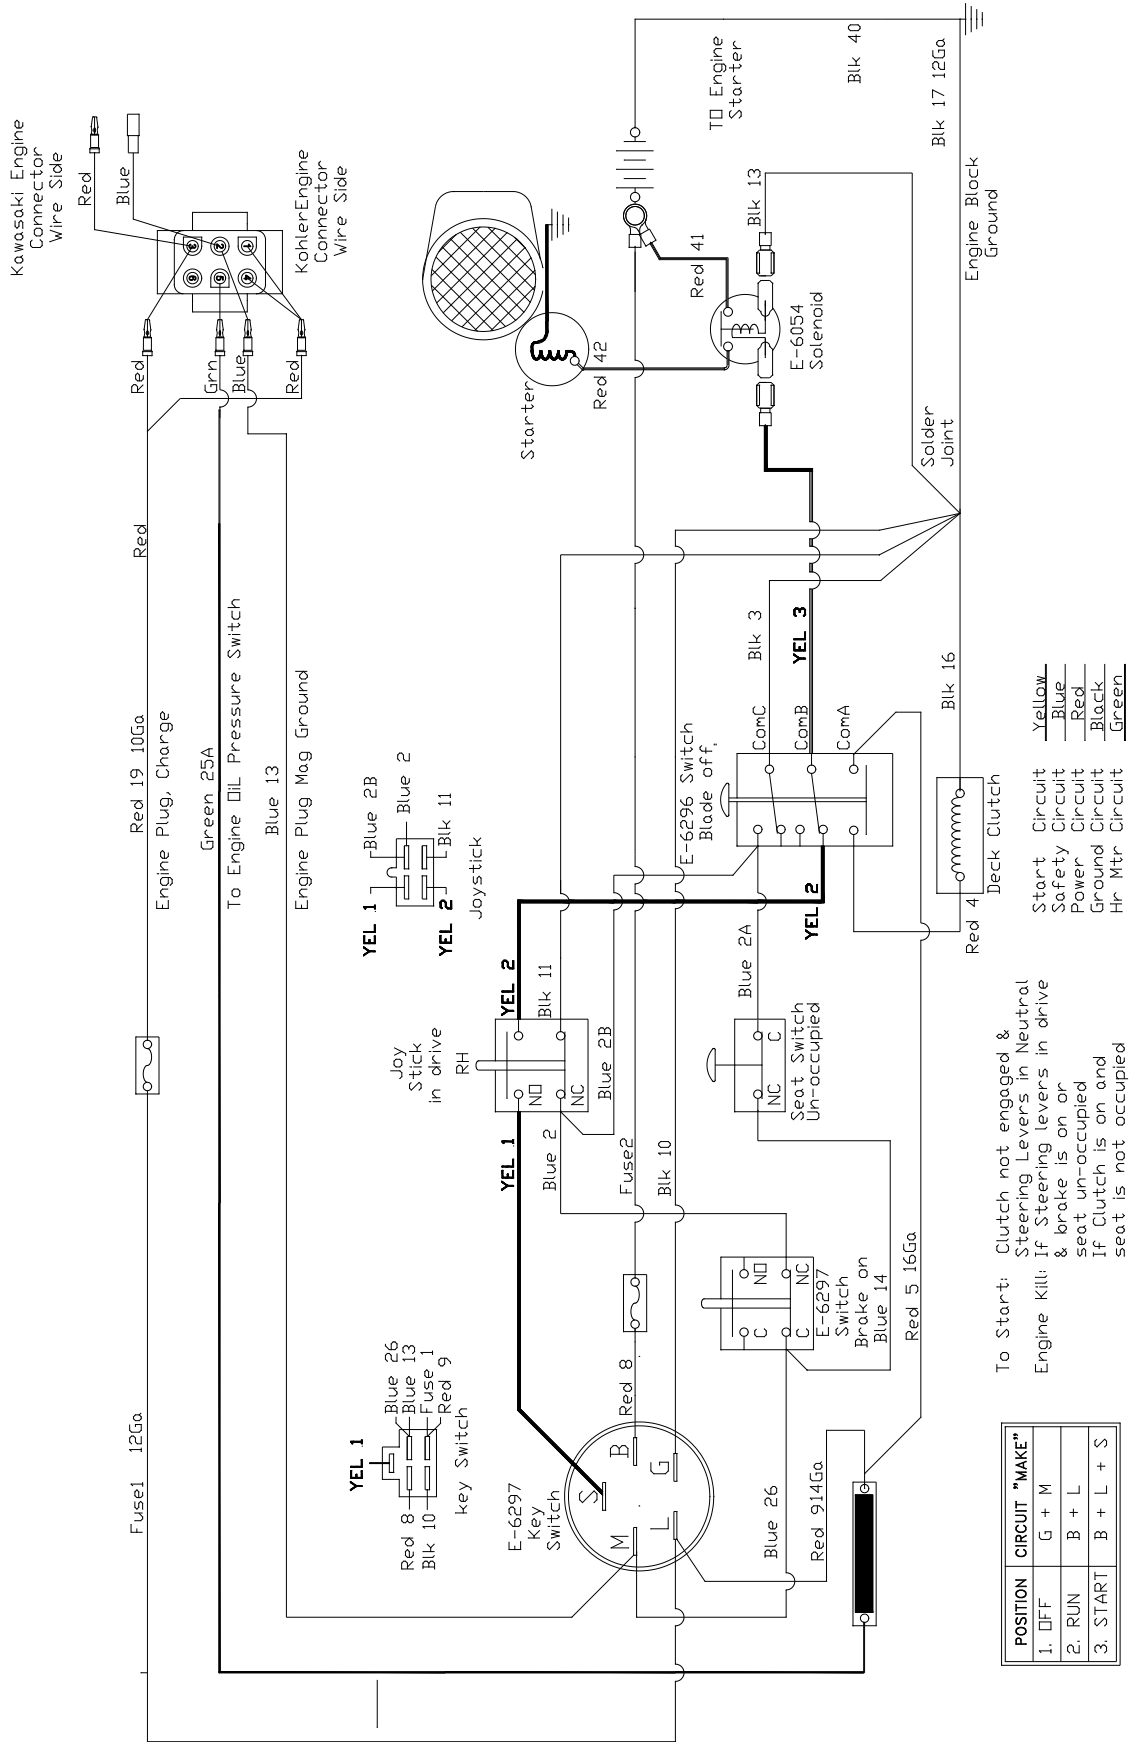 Kawasaki Engine
Connector
Wire Side
Red
Blue
3
2
1
6
5
4
KohlerEngine
Connector
Wire Side
Red
Grn
Blue
Red
Red
Red 19 10Ga
Engine Plug, Charge
Green 25A
To Engine OiL Pressure Switch
Blue 13
Engine Plug Mag Ground
Fuse1 12Ga
Starter
Red 42
Red 41
TO Engine
Starter
Blk 40
Blk 17 12Ga
Blk 13
E-6054
Solenoid
Engine Block
Ground
Solder
Joint
Blue 2B
Blue 2
YEL 1
YEL 2
Blk 11
Joystick
Joy
Stick
in drive
RH
NO
NC
YEL 2
Blk 11
Blue 2B
YEL 1
Blue 2
E-6296 Switch
Blade off,
ComC
ComB
ComA
Blk 3
YEL 3
Blk 16
YEL 2
Blue 2A
Seat Switch
Un-occupied
NC
C
Deck Clutch
Red 4
Fuse2
Blk 10
NO
NC
C
C
E-6297
Switch
Brake on
Blue 14
Red 5 16Ga
Red 8
YEL 1
Blue 26
Blue 13
Fuse 1
Red 9
Red 8
Blk 10
key Switch
E-6297
Key
Switch
S
B
G
M
L
Blue 26
Red 914Ga
Start Circuit Yellow
Safety Circuit Blue
Power Circuit Red
Ground Circuit Black
Hr Mtr Circuit Green
To Start: Clutch not engaged &
Steering Levers in Neutral
Engine Kill: If Steering levers in drive
& brake is on or
seat un-occupied
If Clutch is on and
seat is not occupied
POSITION CIRCUIT "MAKE"
1. OFF G + M
2. RUN B + L
3. START B + L + S